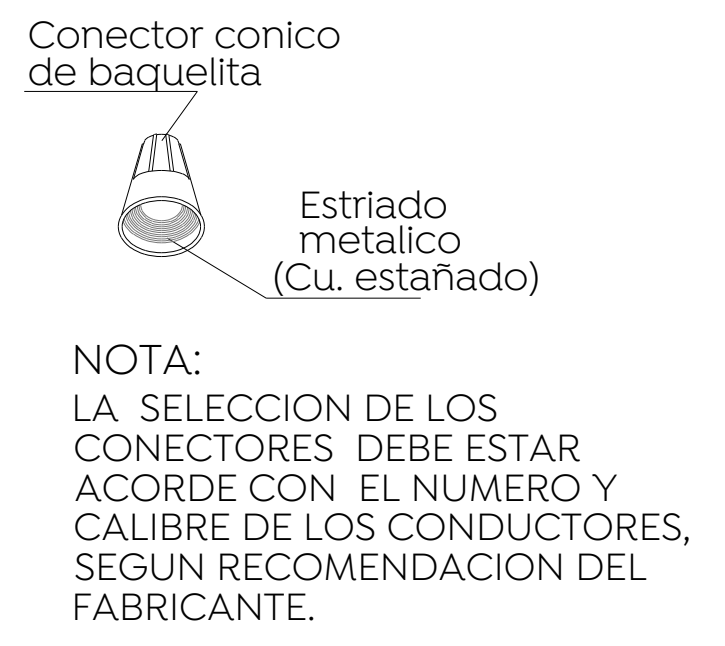 Conector conico
de baquelita
Estriado
metalico
(Cu. estañado)
NOTA:
LA SELECCION DE LOS
CONECTORES DEBE ESTAR
ACORDE CON EL NUMERO Y
CALIBRE DE LOS CONDUCTORES,
SEGUN RECOMENDACION DEL
FABRICANTE.